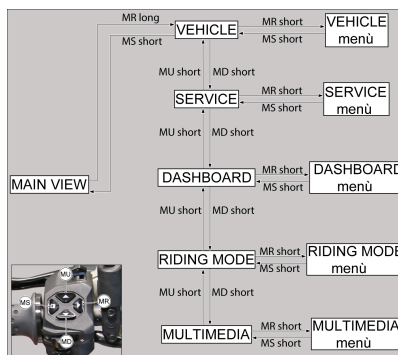 MR long
MS short
VEHICLE
MR short
MS short
VEHICLE
menù
MU short
MD short
SERVICE
MR short
MS short
SERVICE
menù
MU short
MD short
MAIN VIEW
DASHBOARD
MR short
MS short
DASHBOARD
menù
MU short
MD short
RIDING MODE
MR short
MS short
RIDING MODE
menù
MU short
MD short
MULTIMEDIA
MR short
MS short
MULTIMEDIA
menù
MU
MS
MR
MD